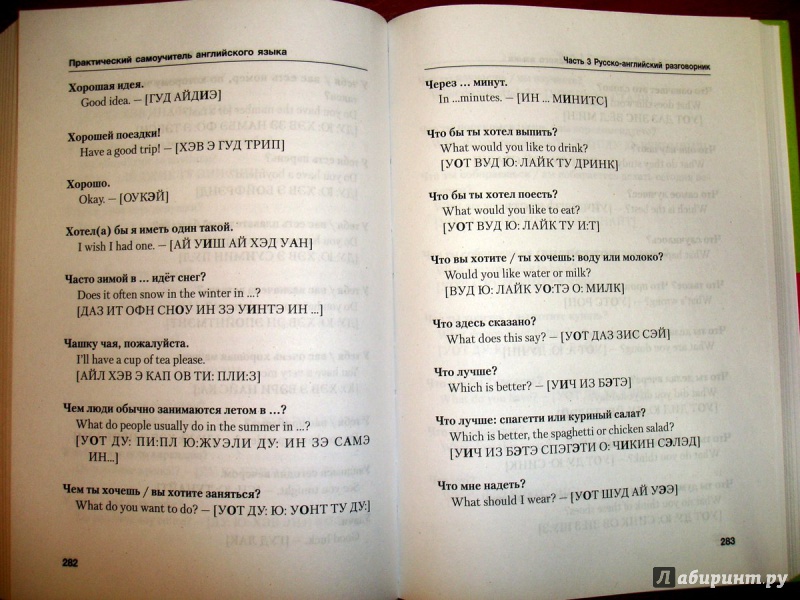 Практический самоучитель английского языка
Хорошая идея.
Good idea. – [ГУД АЙДИЭ]
Хорошей поездки!
Have a good trip! – [ХЭВ Э ГУД ТРИП]
Хорошо.
Okay. – [ОУКЭЙ]
Хотел(а) бы я иметь один такой.
I wish I had one. – [АЙ УИШ АЙ ХЭД УАН]
Часто зимой в ... идёт снег?
Does it often snow in the winter in ...?
[ДАЗ ИТ ОФН СНОУ ИН ЗЭ УИНТЭ ИН ...]
Чашку чая, пожалуйста.
I'll have a cup of tea please.
[АЙЛ ХЭВ Э КАП ОВ ТИ: ПЛИ:З]
Чем люди обычно занимаются летом в ...?
What do people usually do in the summer in ...?
[УОТ ДУ: ПИ:ПЛ Ю:ЖУЭЛИ ДУ: ИН ЗЭ САМЭ
ИН...]
Чем ты хочешь / вы хотите заняться?
What do you want to do? – [УОТ ДУ: Ю: УОНТ ТУ ДУ:]
282
Часть 3 Русско-английский разговорник
Через ... минут.
In ...minutes. – [ИН ... МИНИТС]
Что бы ты хотел выпить?
What would you like to drink?
[УОТ ВУД Ю: ЛАЙК ТУ ДРИНК]
Что бы ты хотел поесть?
What would you like to eat?
[УОТ ВУД Ю: ЛАЙК ТУ И:Т]
Что вы хотите / ты хочешь: воду или молоко?
Would you like water or milk?
[ВУД Ю: ЛАЙК УО:ТЭ О: МИЛК]
Что здесь сказано?
What does this say? – [УОТ ДАЗ ЗИС СЭЙ]
Что лучше?
Which is better? – [УИЧ ИЗ БЭТЭ]
Что лучше: спагетти или куриный салат?
Which is better, the spaghetti or chicken salad?
[УИЧ ИЗ БЭТЭ СПЭГЭТИ О: ЧИКИН СЭЛЭД]
Что мне надеть?
What should I wear? – [УОТ ШУД АЙ УЭЭ]
283
Лабиринт.ру